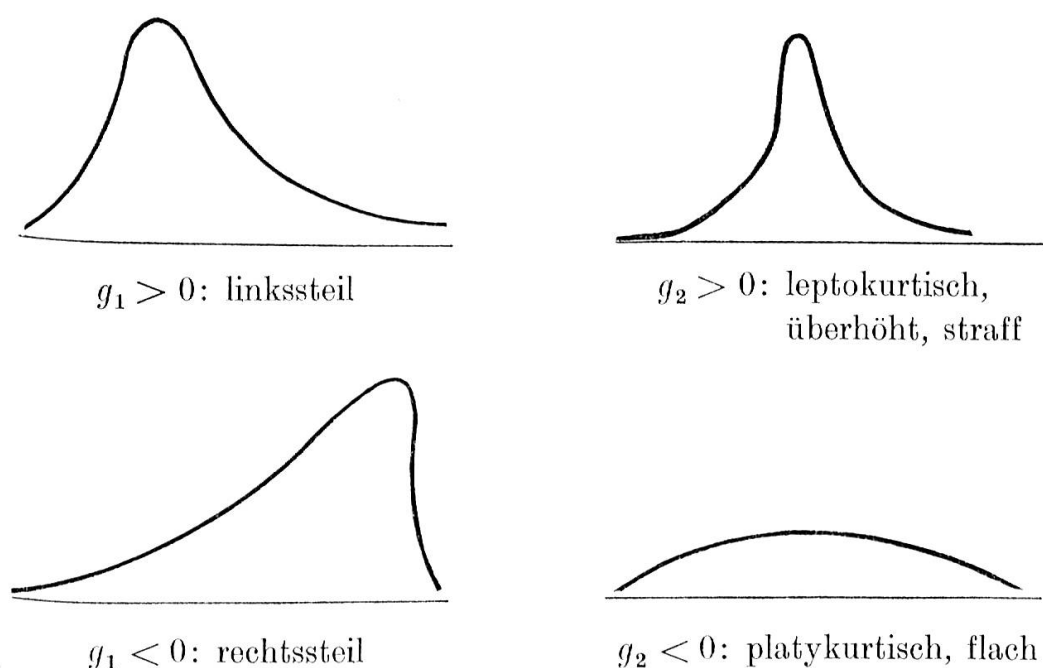 g₁ > 0: linkssteil
g₂ > 0: leptokurtisch,
überhöht, straff
g₁ < 0: rechtssteil
g₂ < 0: platykurtisch, flach